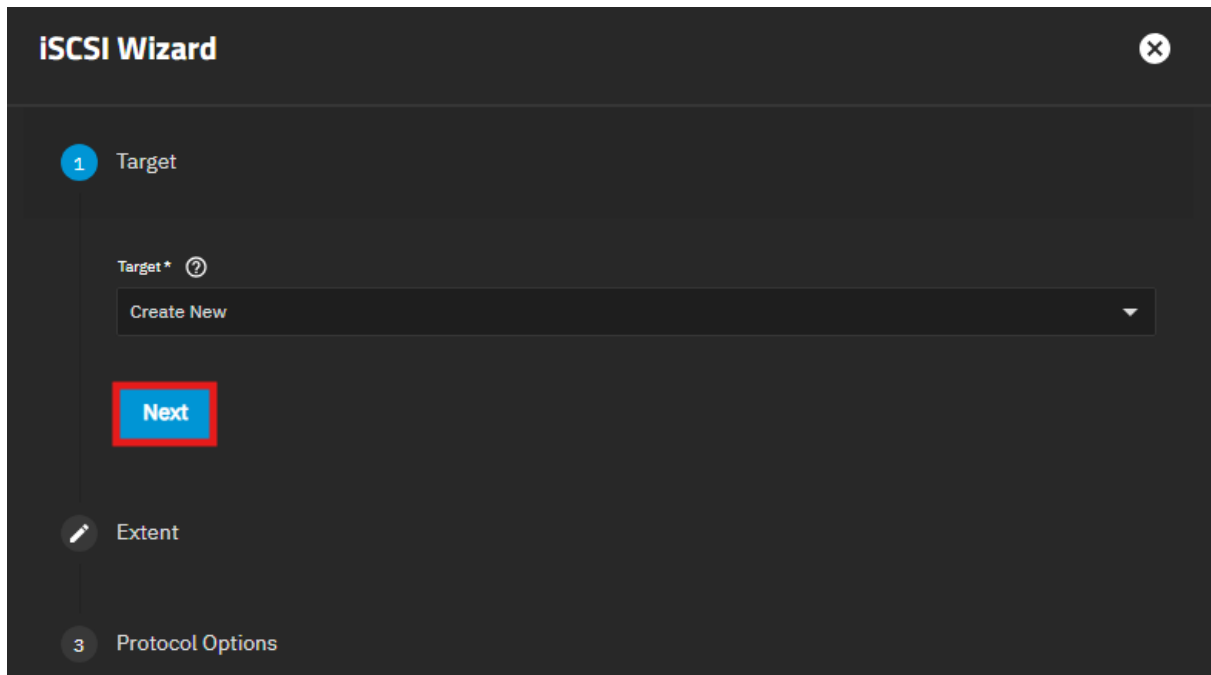 iSCSI Wizard
1 Target
Target *
Create New
Next
Extent
3 Protocol Options